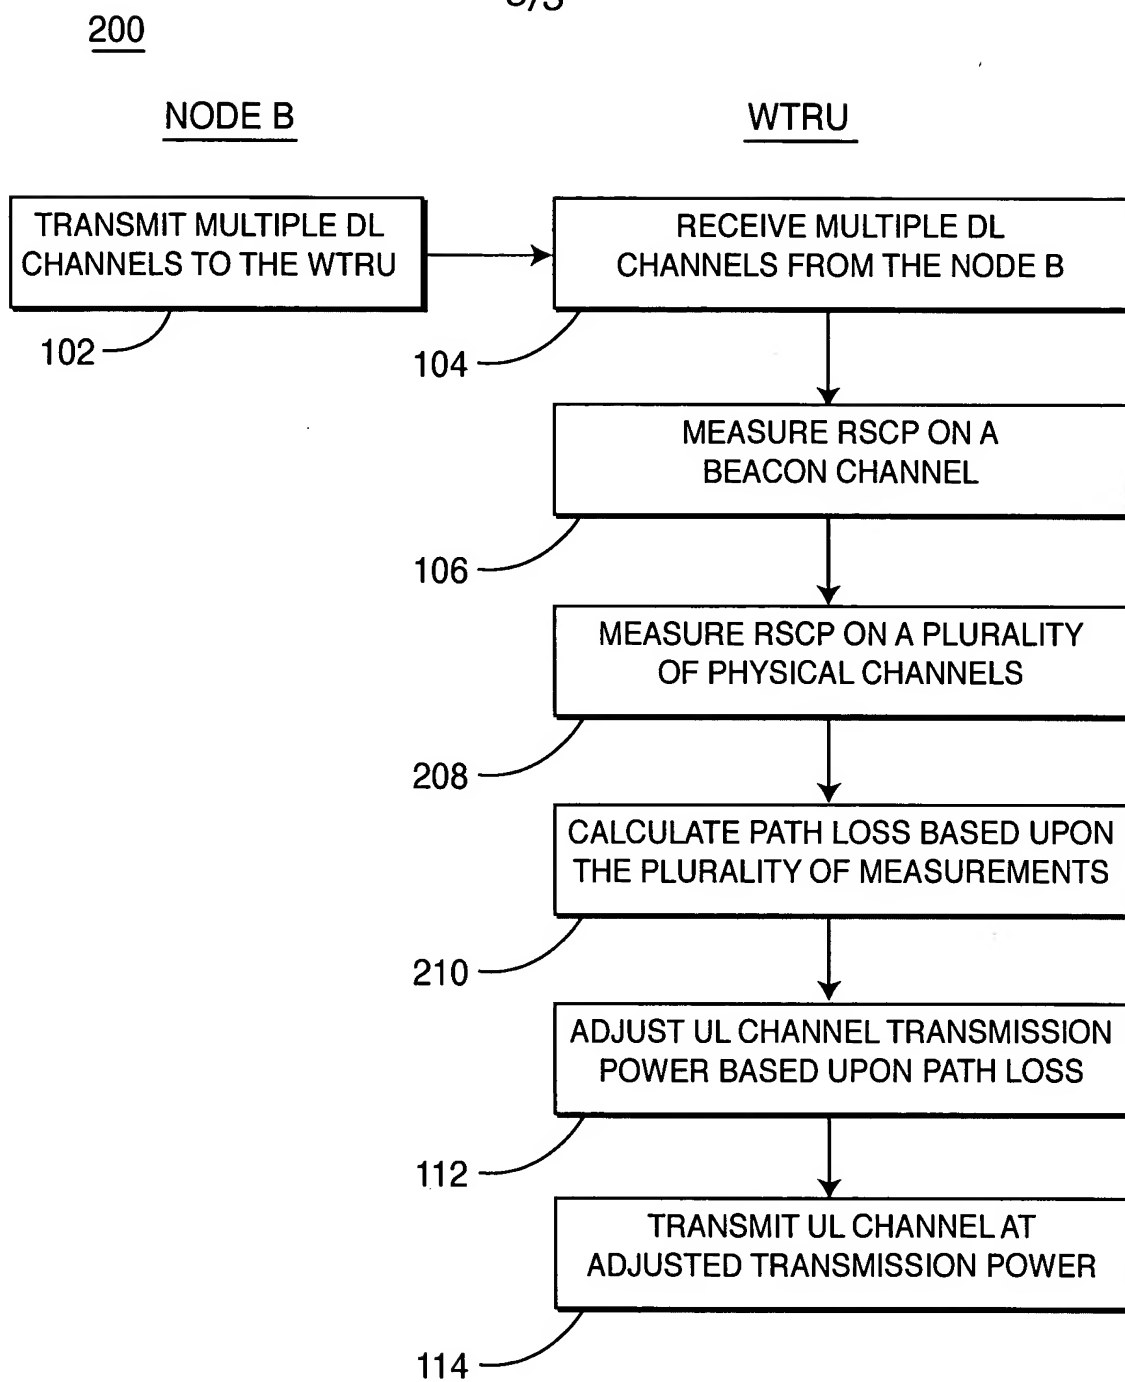 200
NODE B
WTRU
TRANSMIT MULTIPLE DL
CHANNELS TO THE WTRU
102
RECEIVE MULTIPLE DL
CHANNELS FROM THE NODE B
104
MEASURE RSCP ON A
BEACON CHANNEL
106
MEASURE RSCP ON A PLURALITY
OF PHYSICAL CHANNELS
208
CALCULATE PATH LOSS BASED UPON
THE PLURALITY OF MEASUREMENTS
210
ADJUST UL CHANNEL TRANSMISSION
POWER BASED UPON PATH LOSS
112
TRANSMIT UL CHANNEL AT
ADJUSTED TRANSMISSION POWER
114